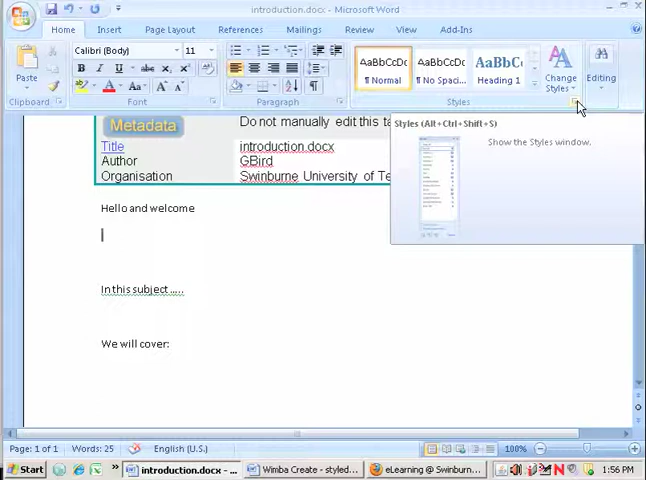 introduction.docx - Microsoft Word
Home Insert Page Layout References Mailings Review View Add-Ins
Calibri (Body) 11
AaBbCcDc AaBbCcDc AaBbCc
Paste
B I U
¶ Normal ¶ No Spaci... Heading 1
Change Styles
Editing
Clipboard Font Paragraph Styles
Metadata Do not manually edit this ta
Title introduction.docx
Author GBird
Organisation Swinburne University of Te
Styles (Alt+Ctrl+Shift+S)
Show the Styles window.
Hello and welcome
In this subject .....
We will cover:
Page: 1 of 1 Words: 25 English (U.S.) 100%
Start introduction.docx - ... Wimba Create - styled... eLearning @ Swinburn... 1:56 PM